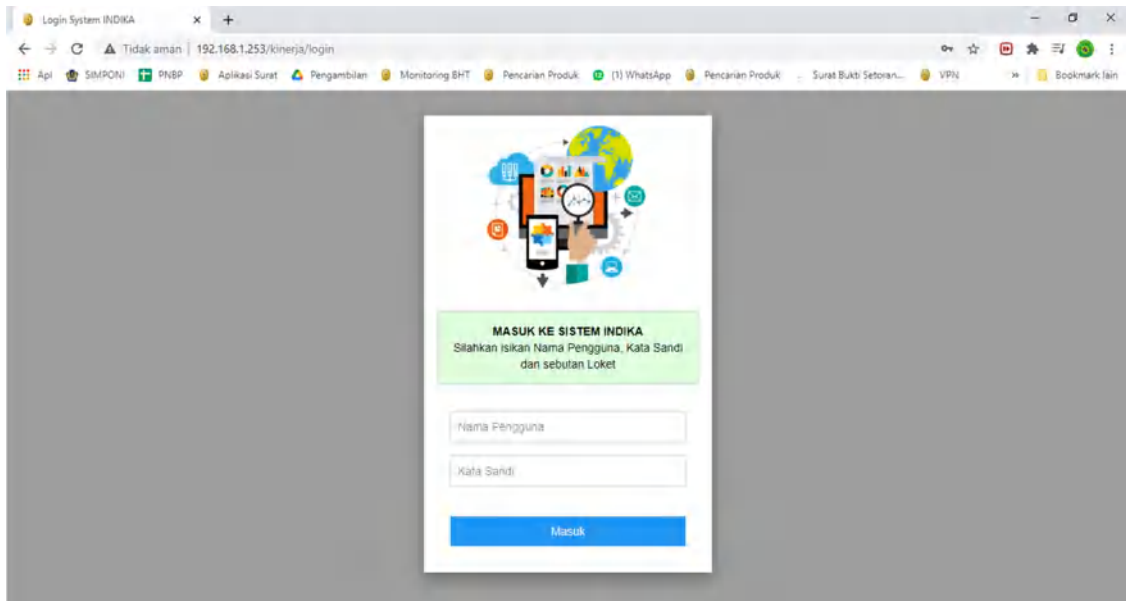 Login System INDIKA
Tidak aman | 192.168.1.253/kinerja/login
Api SIMPONI PNBP Aplikasi Surat Pengambilan Monitoring BHT Pencarian Produk (1) WhatsApp Pencarian Produk Surat Bukti Setoran... VPN » Bookmark lain
MASUK KE SISTEM INDIKA
Silahkan isikan Nama Pengguna, Kata Sandi
dan sebutan Loket
Nama Pengguna
Kata Sandi
Masuk